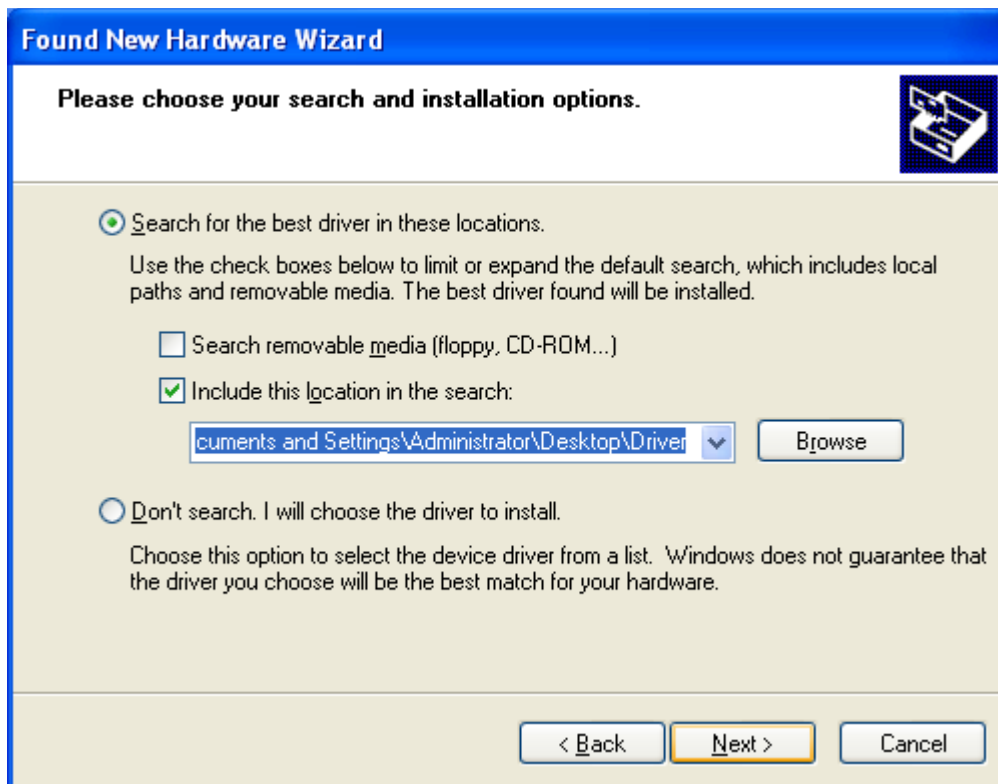 Found New Hardware Wizard
Please choose your search and installation options.
Search for the best driver in these locations.
Use the check boxes below to limit or expand the default search, which includes local
paths and removable media. The best driver found will be installed.
Search removable media (floppy, CD-ROM...)
Include this location in the search:
cuments and Settings\Administrator\Desktop\Driver
Browse
Don't search. I will choose the driver to install.
Choose this option to select the device driver from a list. Windows does not guarantee that
the driver you choose will be the best match for your hardware.
< Back
Next >
Cancel